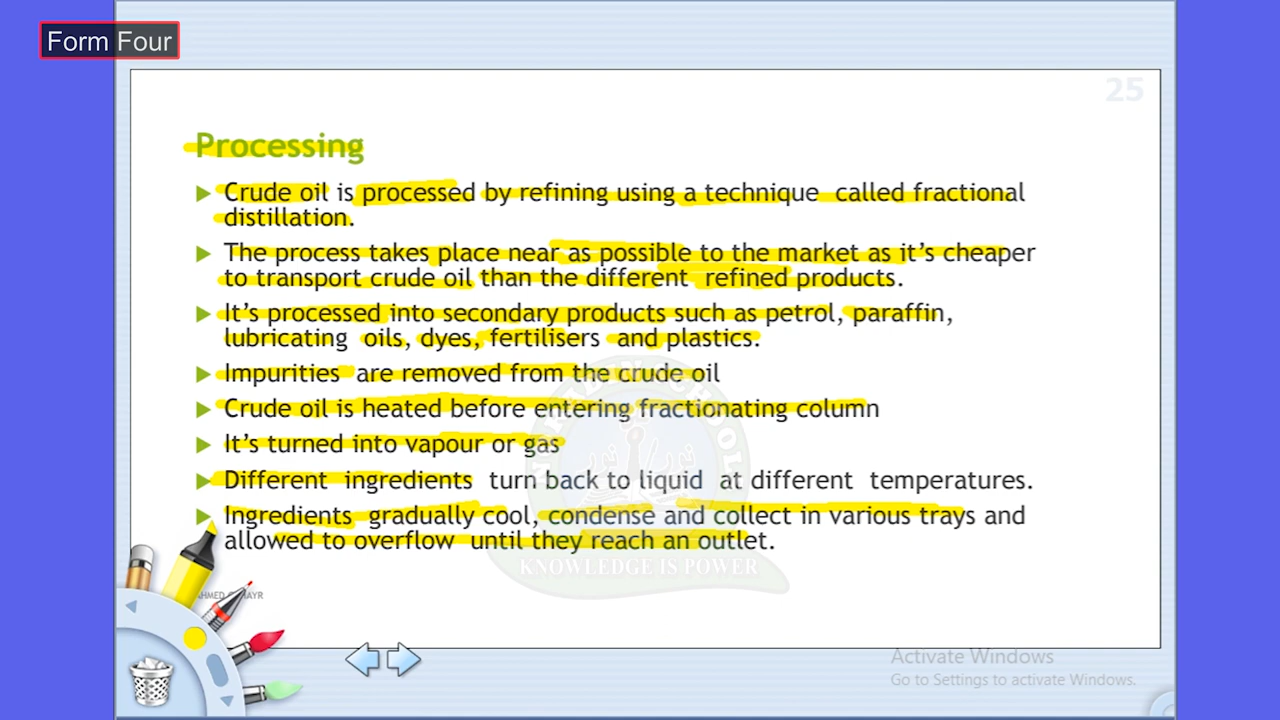 Form Four
25
Processing
Crude oil is processed by refining using a technique called fractional
distillation.
The process takes place near as possible to the market as it's cheaper
to transport crude oil than the different refined products.
It's processed into secondary products such as petrol, paraffin,
lubricating oils, dyes, fertilisers and plastics.
Impurities are removed from the crude oil
Crude oil is heated before entering fractionating column
It's turned into vapour or gas
Different ingredients turn back to liquid at different temperatures.
Ingredients gradually cool, condense and collect in various trays and
allowed to overflow until they reach an outlet.
KNOWLEDGE IS POWER
Activate Windows
Go to Settings to activate Windows.